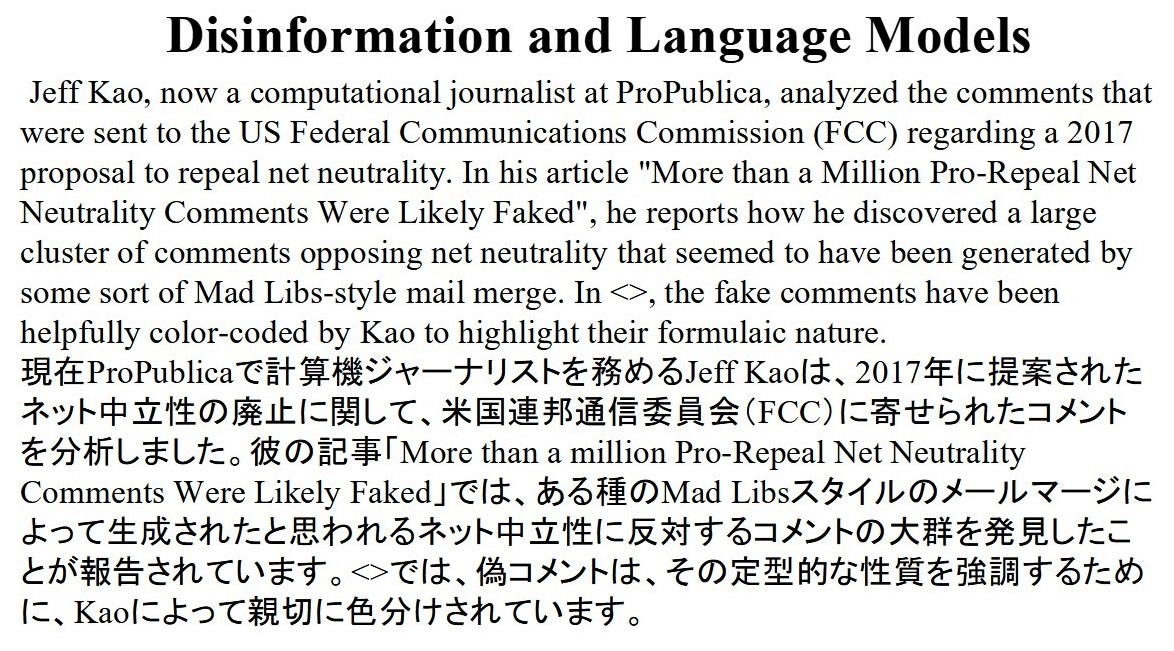 Disinformation and Language Models
Jeff Kao, now a computational journalist at ProPublica, analyzed the comments that
were sent to the US Federal Communications Commission (FCC) regarding a 2017
proposal to repeal net neutrality. In his article "More than a Million Pro-Repeal Net
Neutrality Comments Were Likely Faked", he reports how he discovered a large
cluster of comments opposing net neutrality that seemed to have been generated by
some sort of Mad Libs-style mail merge. In <>, the fake comments have been
helpfully color-coded by Kao to highlight their formulaic nature.
現在ProPublicaで計算機ジャーナリストを務めるJeff Kaoは、2017年に提案された
ネット中立性の廃止に関して、米国連邦通信委員会（FCC）に寄せられたコメント
を分析しました。彼の記事「More than a million Pro-Repeal Net Neutrality
Comments Were Likely Faked」では、ある種のMad Libsスタイルのメールマージに
よって生成されたと思われるネット中立性に反対するコメントの大群を発見したこ
とが報告されています。<>では、偽コメントは、その定型的な性質を強調するため
に、Kaoによって親切に色分けされています。